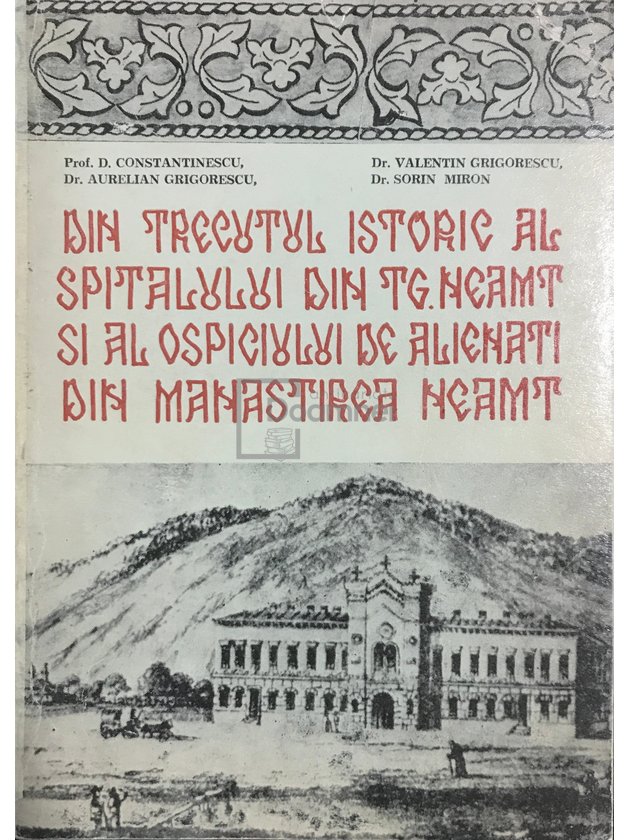 Prof. D. CONSTANTINESCU,
Dr. AURELIAN GRIGORESCU,
Dr. VALENTIN GRIGORESCU,
Dr. SORIN MIRON
DIN TRECUTUL ISTORIC AL
SPITALULUI DIN TG. NEAMT
SI AL OSPICIULUI DE ALIENATI
DIN MANASTIREA NEAMT